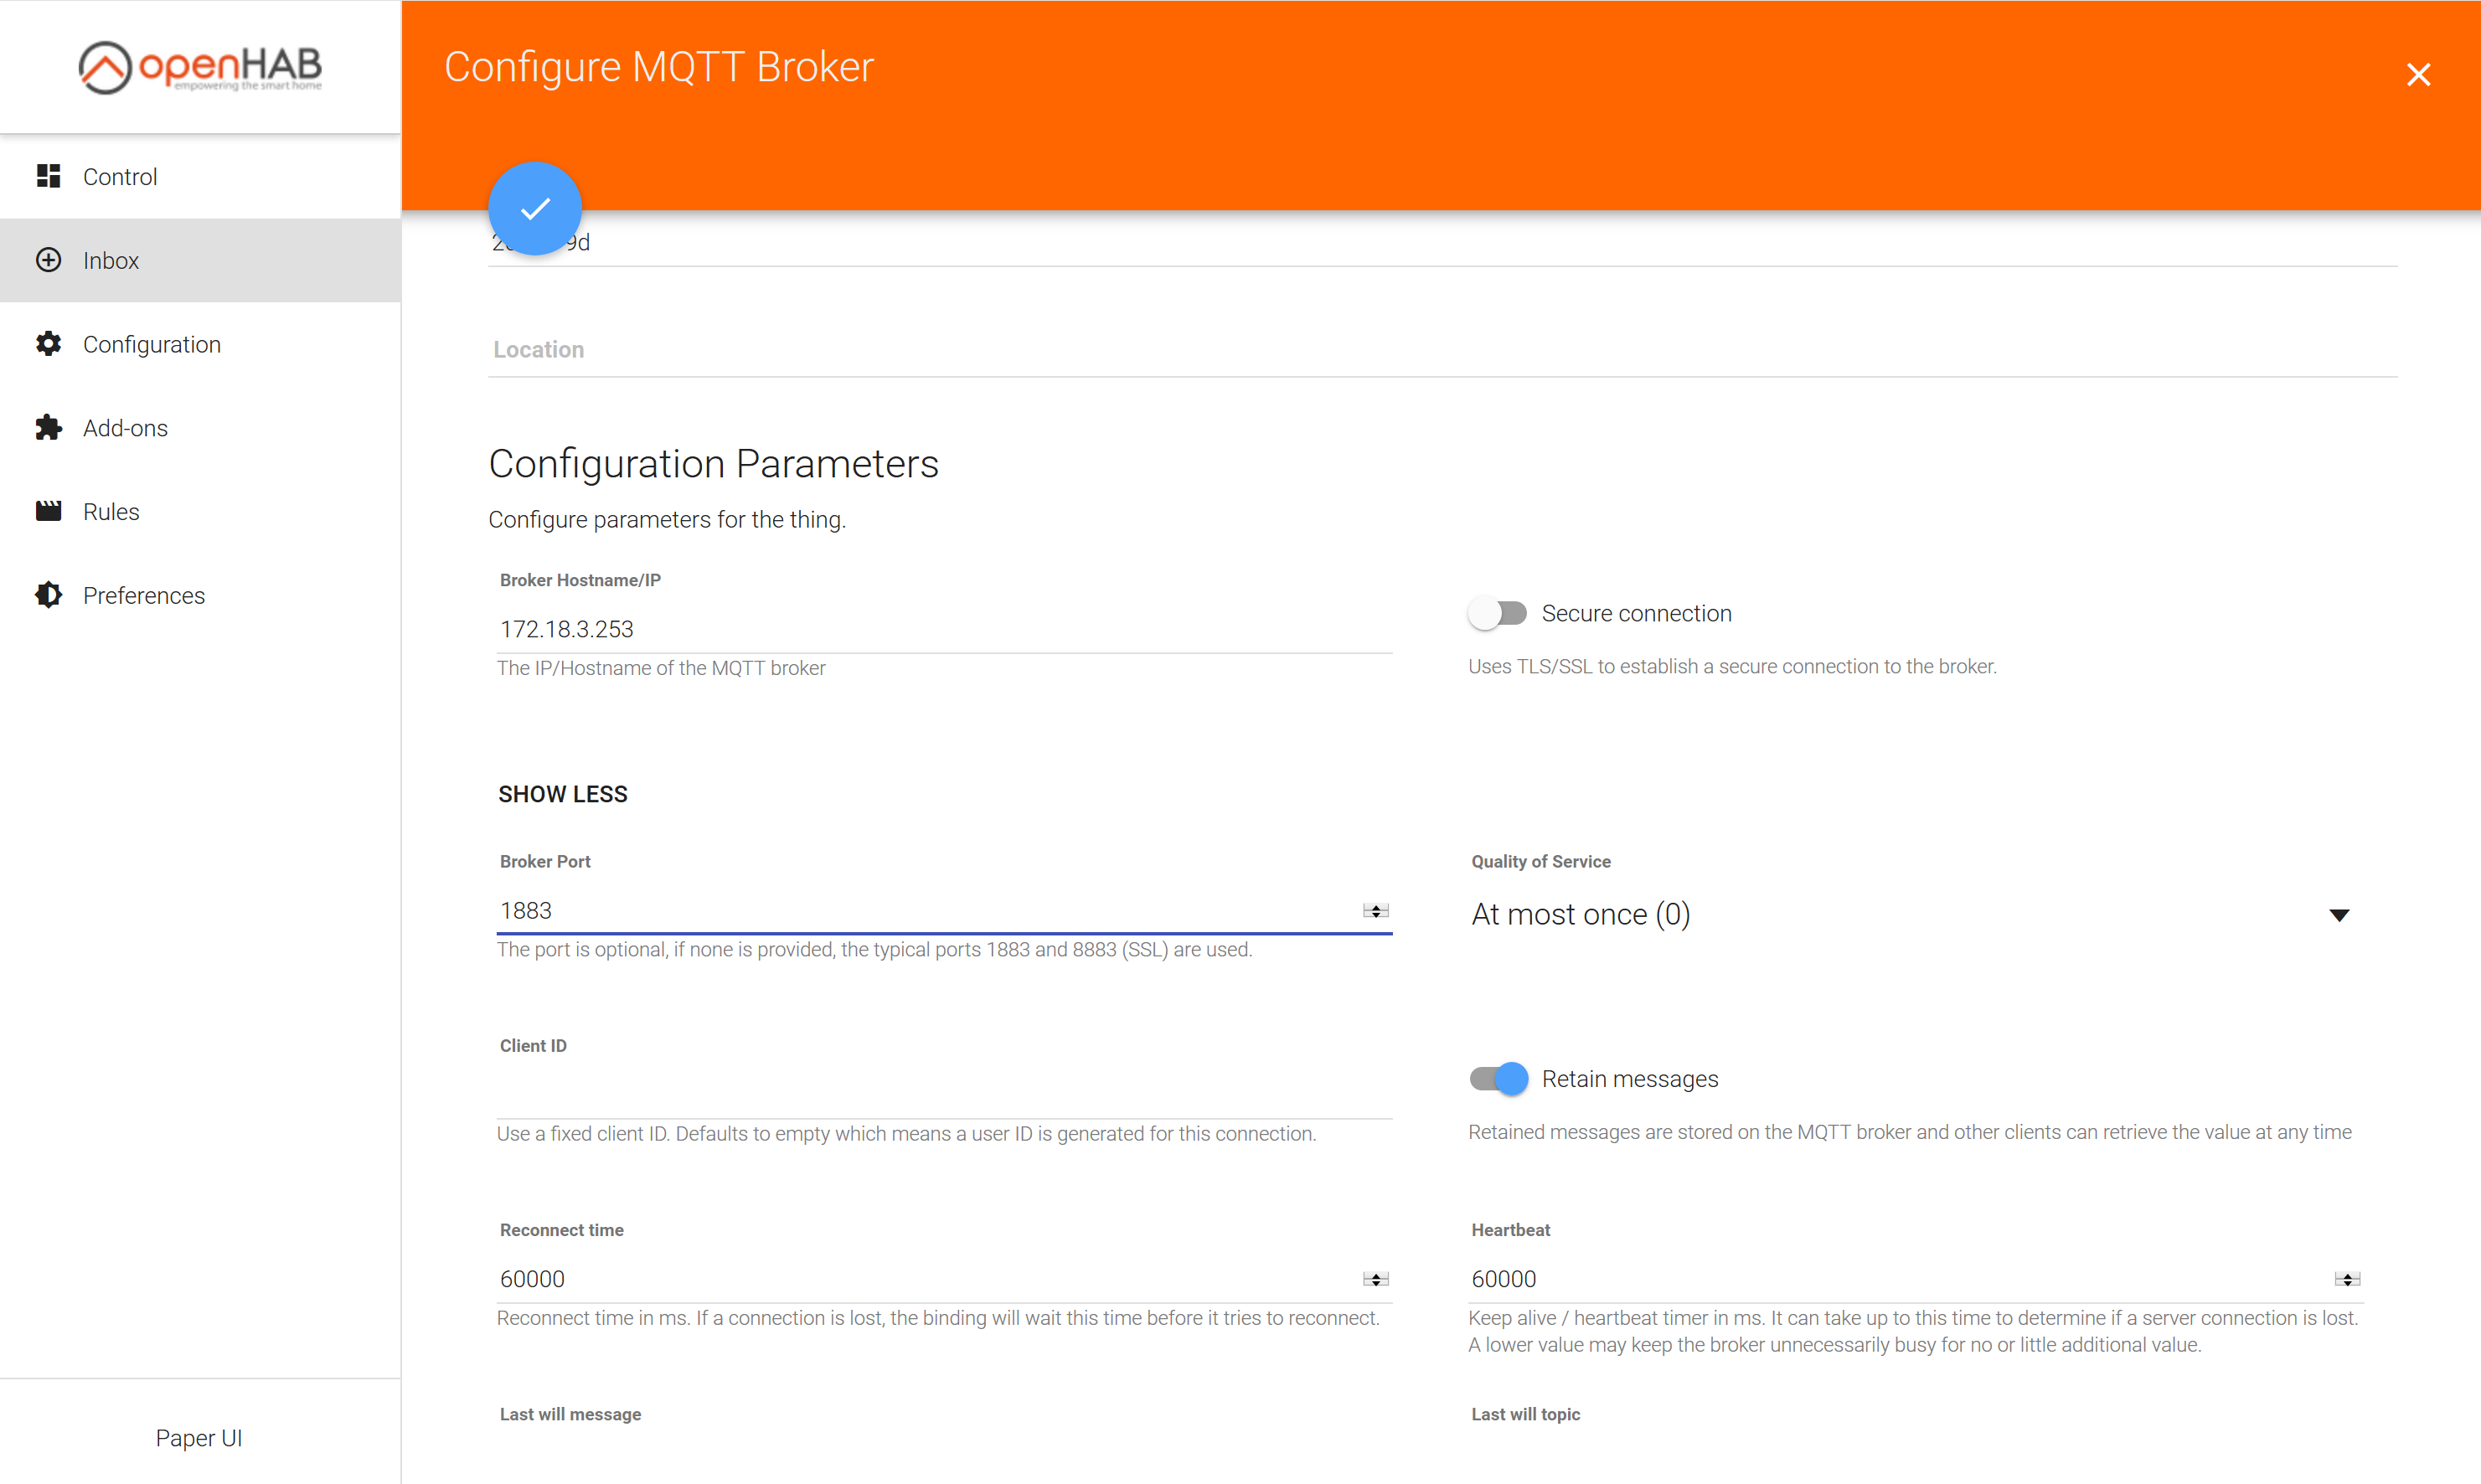 openHAB
empowering the smart home
Control
Inbox
Configuration
Add-ons
Rules
Preferences
Paper UI
Configure MQTT Broker
Location
Configuration Parameters
Configure parameters for the thing.
Broker Hostname/IP
172.18.3.253
The IP/Hostname of the MQTT broker
Secure connection
Uses TLS/SSL to establish a secure connection to the broker.
SHOW LESS
Broker Port
1883
The port is optional, if none is provided, the typical ports 1883 and 8883 (SSL) are used.
Quality of Service
At most once (0)
Client ID
Use a fixed client ID. Defaults to empty which means a user ID is generated for this connection.
Retain messages
Retained messages are stored on the MQTT broker and other clients can retrieve the value at any time
Reconnect time
60000
Reconnect time in ms. If a connection is lost, the binding will wait this time before it tries to reconnect.
Heartbeat
60000
Keep alive / heartbeat timer in ms. It can take up to this time to determine if a server connection is lost.
A lower value may keep the broker unnecessarily busy for no or little additional value.
Last will message
Last will topic